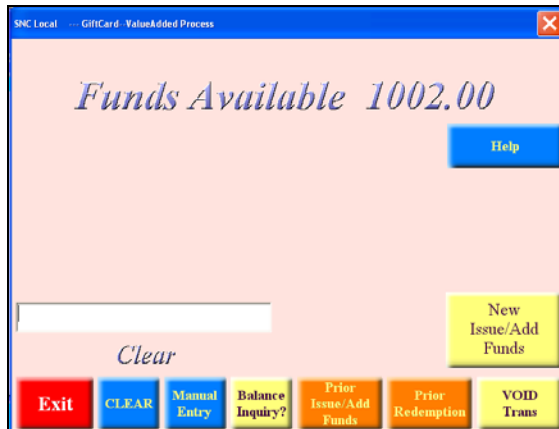 SNC Local --- GiftCard--ValueAdded Process
Funds Available 1002.00
Help
New
Issue/Add
Funds
Clear
Exit
CLEAR
Manual
Entry
Balance
Inquiry?
Prior
Issue/Add
Funds
Prior
Redemption
VOID
Trans